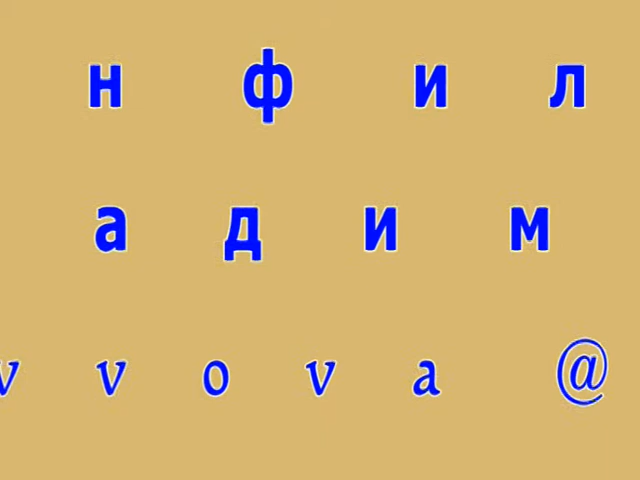 н ф и л
а д и м
v v o v a @